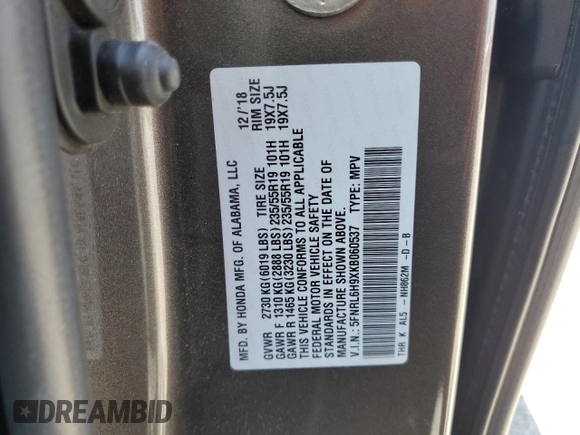 MFD. BY HONDA MFG. OF ALABAMA, LLC 12/'18
GVWR 2730 KG(6019 LBS) TIRE SIZE RIM SIZE
GAWR F 1310 KG(2888 LBS) 235/55R19 101H 19X7.5J
GAWR R 1465 KG(3230 LBS) 235/55R19 101H 19X7.5J
THIS VEHICLE CONFORMS TO ALL APPLICABLE
FEDERAL MOTOR VEHICLE SAFETY
STANDARDS IN EFFECT ON THE DATE OF
MANUFACTURE SHOWN ABOVE.
V.I.N.: 5FNRL6H9XKB060537 TYPE: MPV
THR K AL5 - NH862M -D-B
DREAMBID